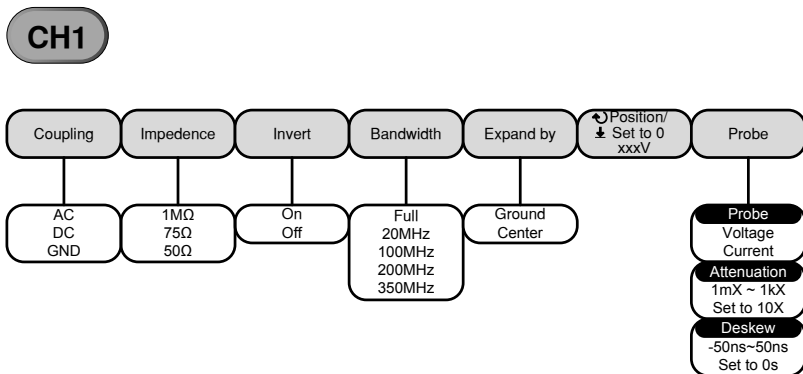 CH1
Coupling
Impedence
Invert
Bandwidth
Expand by
Position/
Set to 0
xxxV
Probe
AC
DC
GND
1MΩ
75Ω
50Ω
On
Off
Full
20MHz
100MHz
200MHz
350MHz
Ground
Center
Probe
Voltage
Current
Attenuation
1mX ~ 1kX
Set to 10X
Deskew
-50ns~50ns
Set to 0s